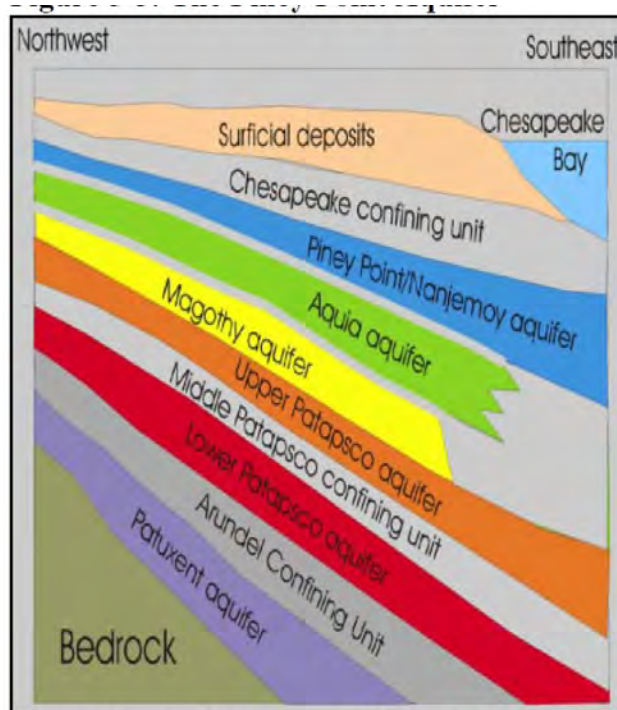 Northwest
Southeast
Surficial deposits
Chesapeake
Bay
Chesapeake confining unit
Piney Point/Nanjemoy aquifer
Aquia aquifer
Magothy aquifer
Upper Patapsco aquifer
Middle Patapsco confining unit
Lower Patapsco aquifer
Arundel Confining Unit
Patuxent aquifer
Bedrock